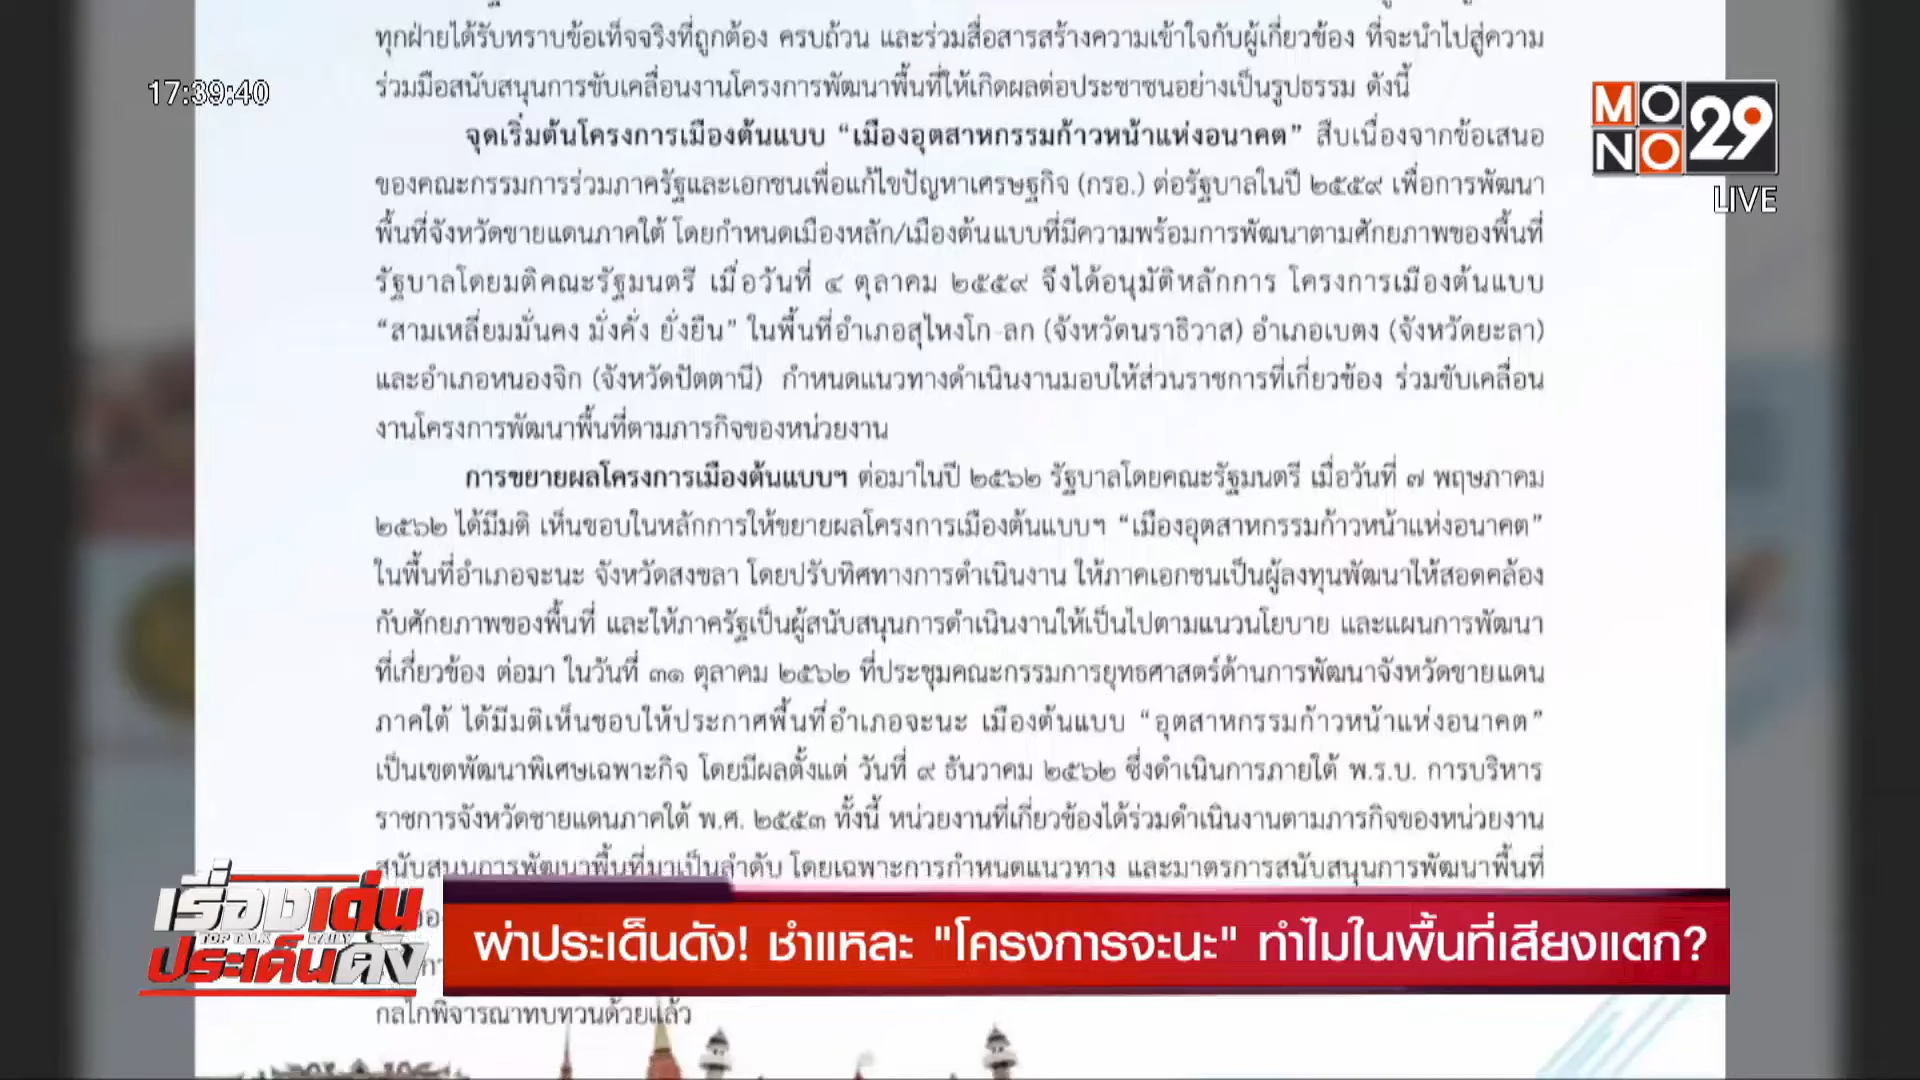 ทุกฝ่ายได้รับทราบข้อเท็จจริงที่ถูกต้อง ครบถ้วน และร่วมสื่อสารสร้างความเข้าใจกับผู้เกี่ยวข้อง ที่จะนำไปสู่ความ
17:39:40
ร่วมมือสนับสนุนการขับเคลื่อนงานโครงการพัฒนาพื้นที่ให้เกิดผลต่อประชาชนอย่างเป็นรูปธรรม ดังนี้
MONO 29
LIVE
จุดเริ่มต้นโครงการเมืองต้นแบบ “เมืองอุตสาหกรรมก้าวหน้าแห่งอนาคต” สืบเนื่องจากข้อเสนอ
ของคณะกรรมการร่วมภาครัฐและเอกชนเพื่อแก้ไขปัญหาเศรษฐกิจ (กรอ.) ต่อรัฐบาลในปี ๒๕๕๙ เพื่อการพัฒนา
พื้นที่จังหวัดชายแดนภาคใต้ โดยกำหนดเมืองหลัก/เมืองต้นแบบที่มีความพร้อมการพัฒนาตามศักยภาพของพื้นที่
รัฐบาลโดยมติคณะรัฐมนตรี เมื่อวันที่ ๔ ตุลาคม ๒๕๕๙ จึงได้อนุมัติหลักการ โครงการเมืองต้นแบบ
“สามเหลี่ยมมั่นคง มั่งคั่ง ยั่งยืน” ในพื้นที่อำเภอสุไหงโก-ลก (จังหวัดนราธิวาส) อำเภอเบตง (จังหวัดยะลา)
และอำเภอหนองจิก (จังหวัดปัตตานี) กำหนดแนวทางดำเนินงานมอบให้ส่วนราชการที่เกี่ยวข้อง ร่วมขับเคลื่อน
งานโครงการพัฒนาพื้นที่ตามภารกิจของหน่วยงาน
การขยายผลโครงการเมืองต้นแบบฯ ต่อมาในปี ๒๕๖๒ รัฐบาลโดยคณะรัฐมนตรี เมื่อวันที่ ๗ พฤษภาคม
๒๕๖๒ ได้มีมติ เห็นชอบในหลักการให้ขยายผลโครงการเมืองต้นแบบฯ “เมืองอุตสาหกรรมก้าวหน้าแห่งอนาคต”
ในพื้นที่อำเภอจะนะ จังหวัดสงขลา โดยปรับทิศทางการดำเนินงาน ให้ภาคเอกชนเป็นผู้ลงทุนพัฒนาให้สอดคล้อง
กับศักยภาพของพื้นที่ และให้ภาครัฐเป็นผู้สนับสนุนการดำเนินงานให้เป็นไปตามแนวนโยบาย และแผนการพัฒนา
ที่เกี่ยวข้อง ต่อมา ในวันที่ ๓๑ ตุลาคม ๒๕๖๒ ที่ประชุมคณะกรรมการยุทธศาสตร์ด้านการพัฒนาจังหวัดชายแดน
ภาคใต้ ได้มีมติเห็นชอบให้ประกาศพื้นที่อำเภอจะนะ เมืองต้นแบบ “อุตสาหกรรมก้าวหน้าแห่งอนาคต”
เป็นเขตพัฒนาพิเศษเฉพาะกิจ โดยมีผลตั้งแต่ วันที่ ๙ ธันวาคม ๒๕๖๒ ซึ่งดำเนินการภายใต้ พ.ร.บ. การบริหาร
ราชการจังหวัดชายแดนภาคใต้ พ.ศ. ๒๕๕๓ ทั้งนี้ หน่วยงานที่เกี่ยวข้องได้ร่วมดำเนินงานตามภารกิจของหน่วยงาน
สนับสนุนการพัฒนาพื้นที่มาเป็นลำดับ โดยเฉพาะการกำหนดแนวทาง และมาตรการสนับสนุนการพัฒนาพื้นที่
เรื่องเด่น
TOP TALK DAILY
ประเด็นดัง
ผ่าประเด็นดัง! ชำแหละ "โครงการจะนะ" ทำไมในพื้นที่เสียงแตก?
กลไกพิจารณาทบทวนด้วยแล้ว